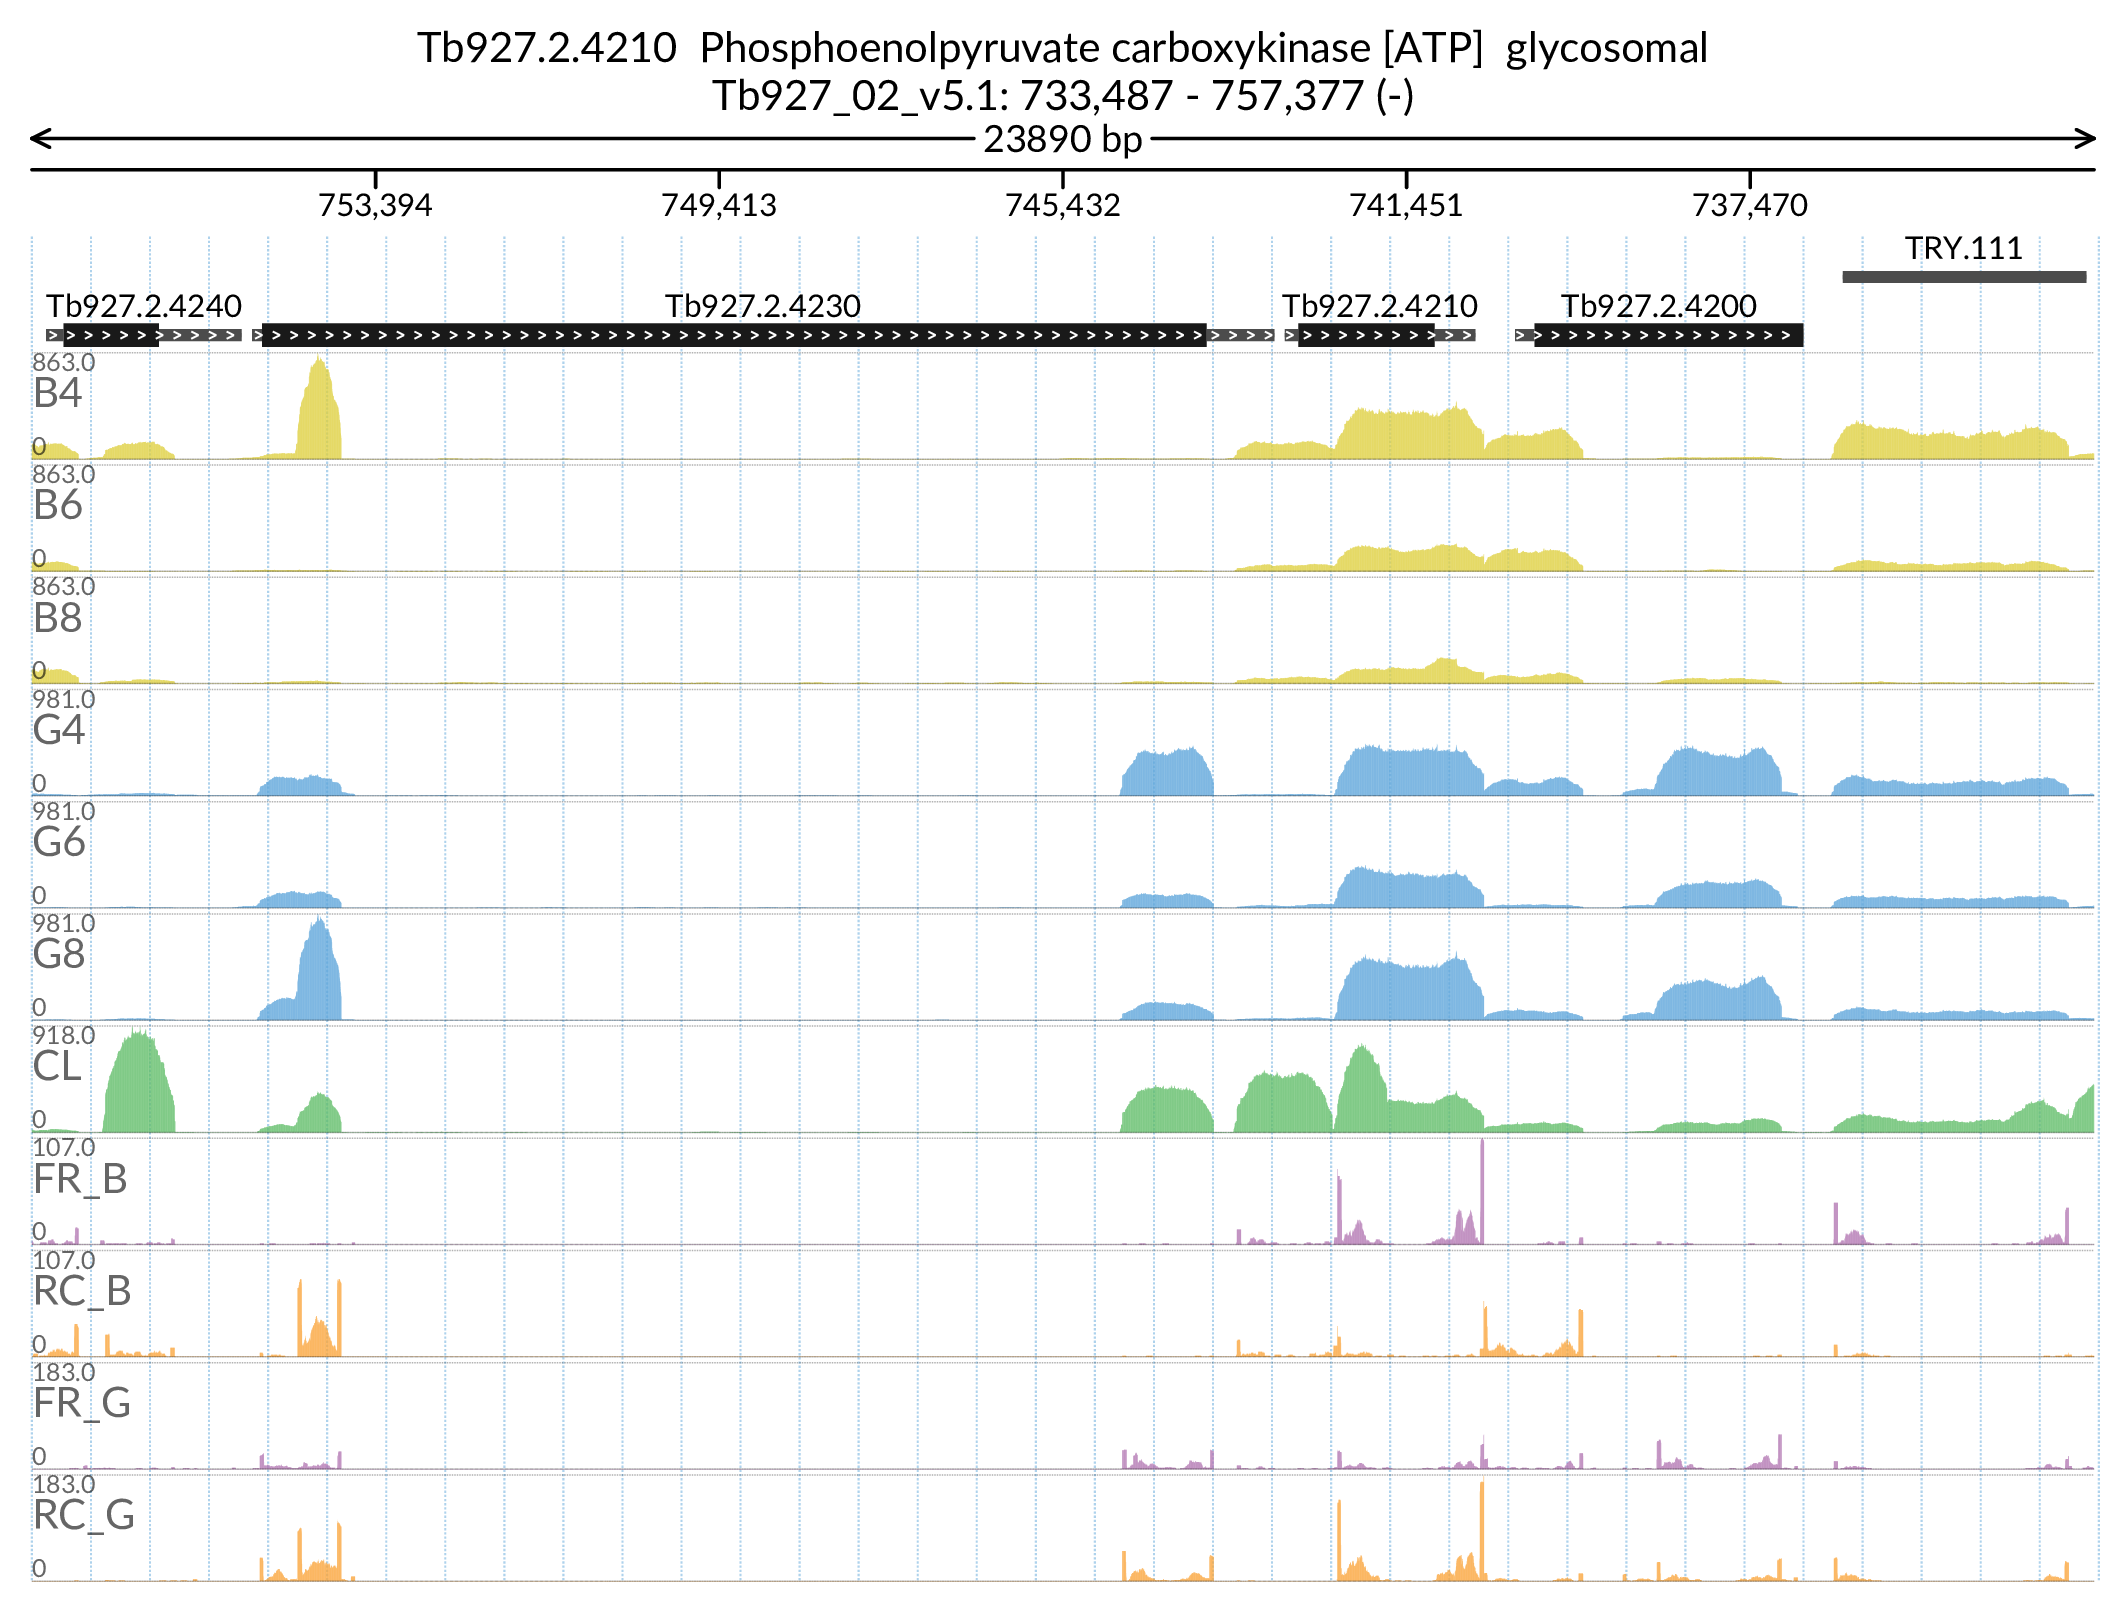 Tb927.2.4210 Phosphoenolpyruvate carboxykinase [ATP] glycosomal
Tb927_02_v5.1: 733,487 - 757,377 (-)
23890 bp
753,394 749,413 745,432 741,451 737,470
TRY.111
Tb927.2.4240 Tb927.2.4230 Tb927.2.4210 Tb927.2.4200
863.0
B4
0
863.0
B6
0
863.0
B8
0
981.0
G4
0
981.0
G6
0
981.0
G8
0
918.0
CL
0
107.0
FR_B
0
107.0
RC_B
0
183.0
FR_G
0
183.0
RC_G
0